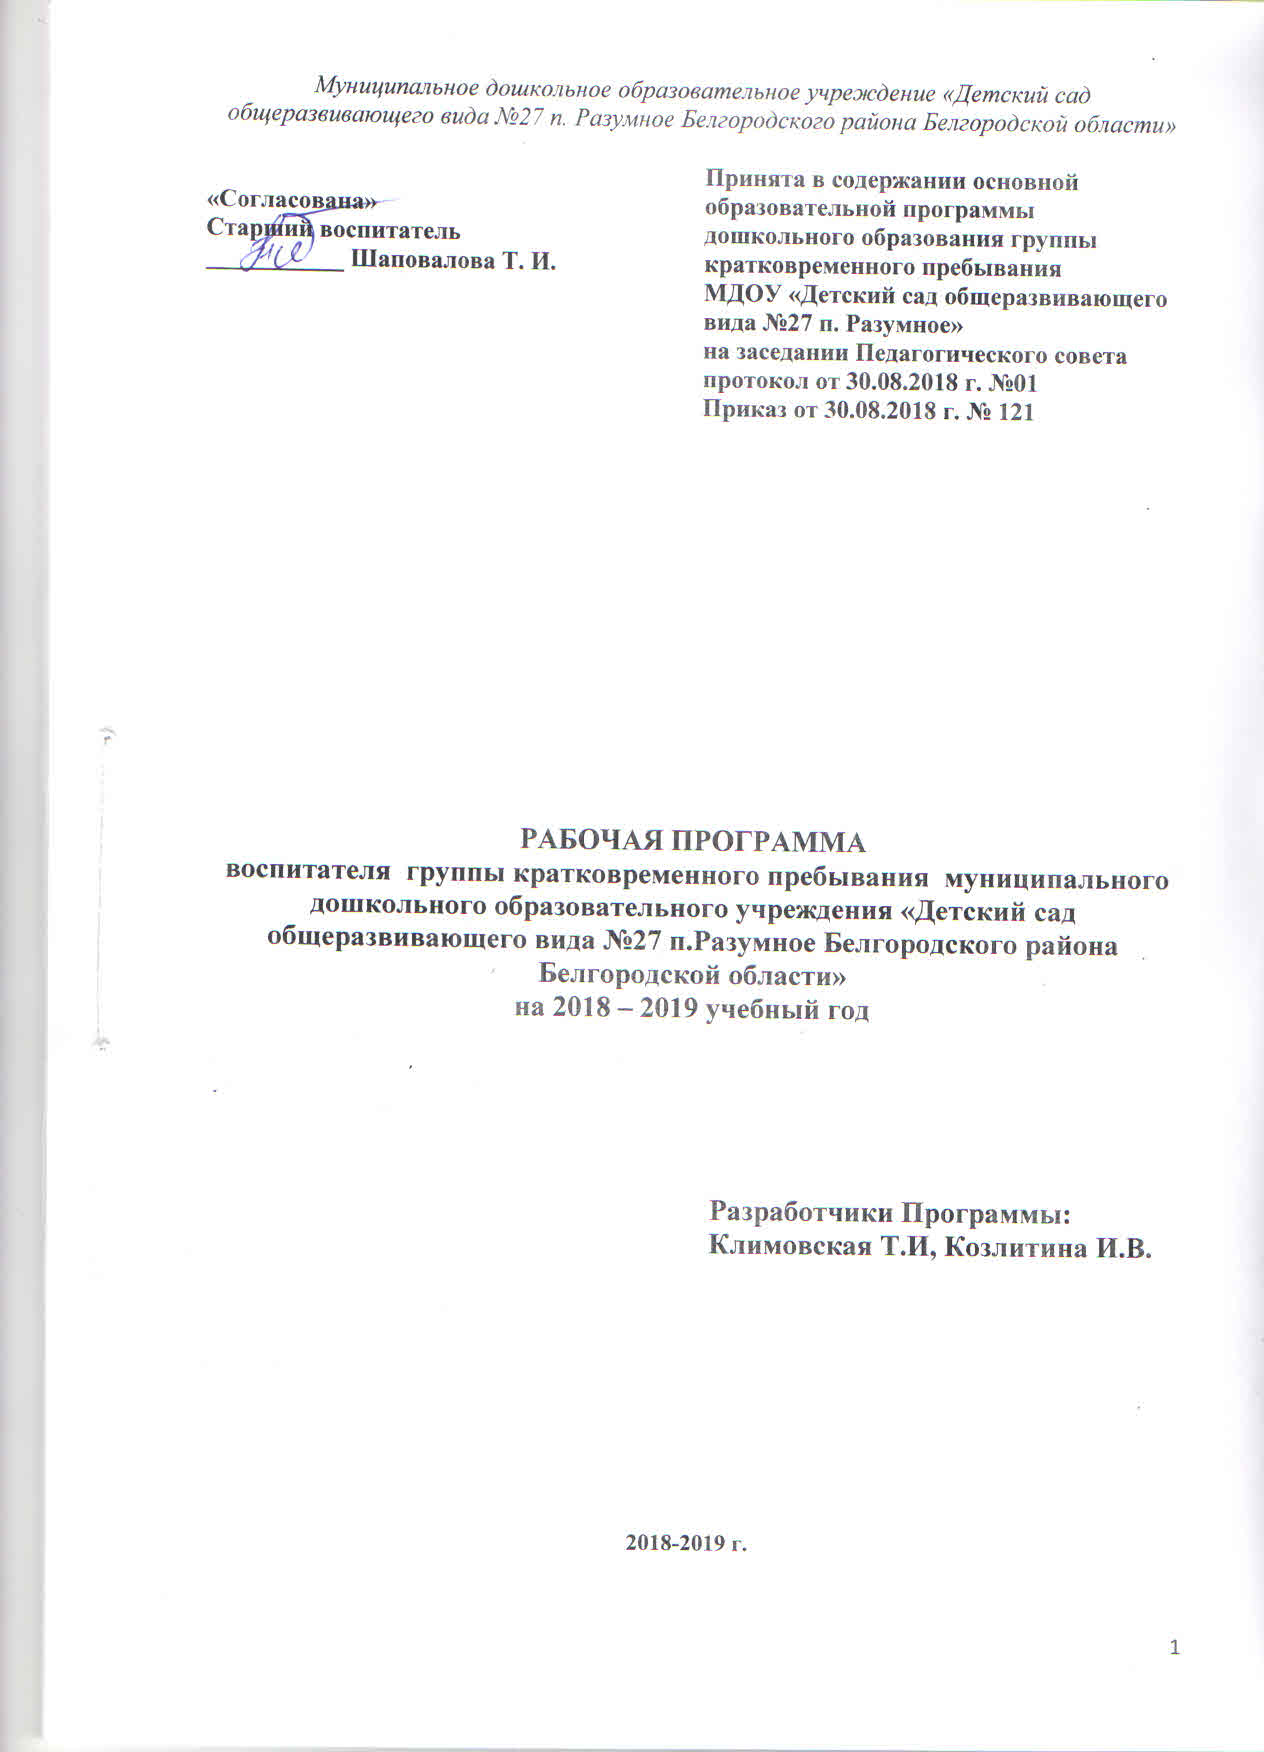 Муниципальное дошкольное образовательное учреждение «Детский сад
общеразвивающего вида №27 п. Разумное Белгородского района Белгородской области»
«Согласована»
Старший воспитатель
___________ Шаповалова Т. И.
Принята в содержании основной
образовательной программы
дошкольного образования группы
кратковременного пребывания
МДОУ «Детский сад общеразвивающего
вида №27 п. Разумное»
на заседании Педагогического совета
протокол от 30.08.2018 г. №01
Приказ от 30.08.2018 г. № 121
РАБОЧАЯ ПРОГРАММА
воспитателя группы кратковременного пребывания муниципального
дошкольного образовательного учреждения «Детский сад
общеразвивающего вида №27 п.Разумное Белгородского района
Белгородской области»
на 2018 – 2019 учебный год
Разработчики Программы:
Климовская Т.И, Козлитина И.В.
2018-2019 г.
1